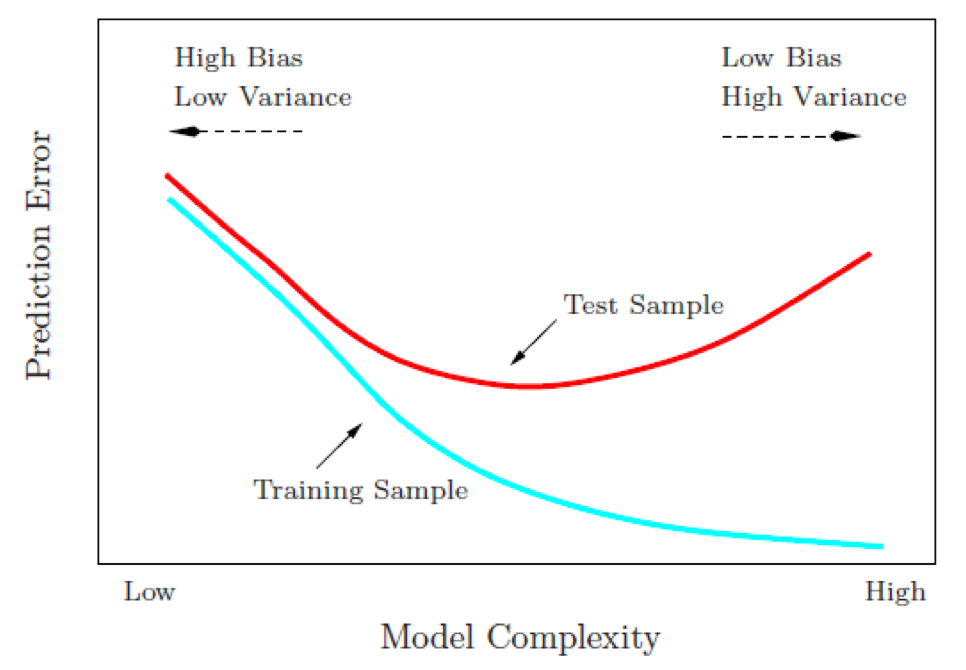 High Bias
Low Variance
Low Bias
High Variance
Prediction Error
Test Sample
Training Sample
Low
High
Model Complexity